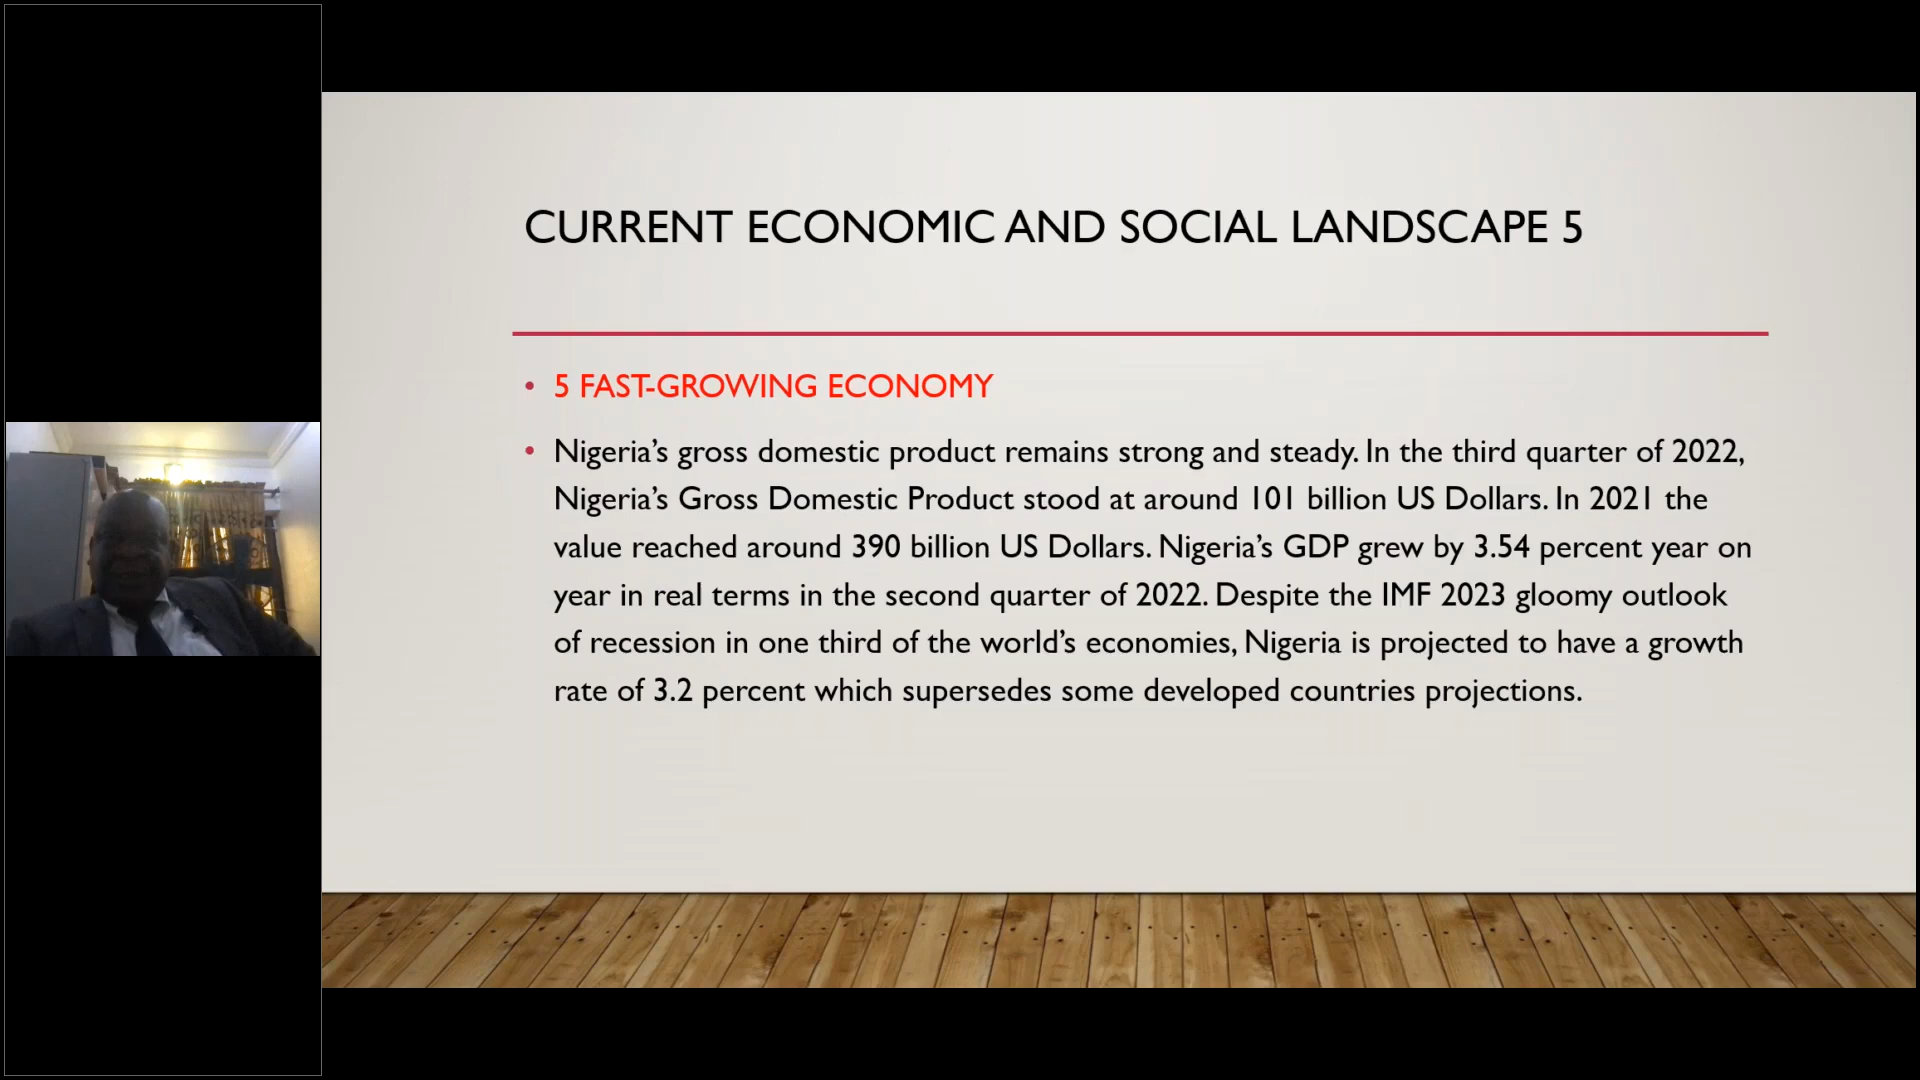 CURRENT ECONOMIC AND SOCIAL LANDSCAPE 5
• 5 FAST-GROWING ECONOMY
• Nigeria’s gross domestic product remains strong and steady. In the third quarter of 2022,
Nigeria’s Gross Domestic Product stood at around 101 billion US Dollars. In 2021 the
value reached around 390 billion US Dollars. Nigeria’s GDP grew by 3.54 percent year on
year in real terms in the second quarter of 2022. Despite the IMF 2023 gloomy outlook
of recession in one third of the world’s economies, Nigeria is projected to have a growth
rate of 3.2 percent which supersedes some developed countries projections.